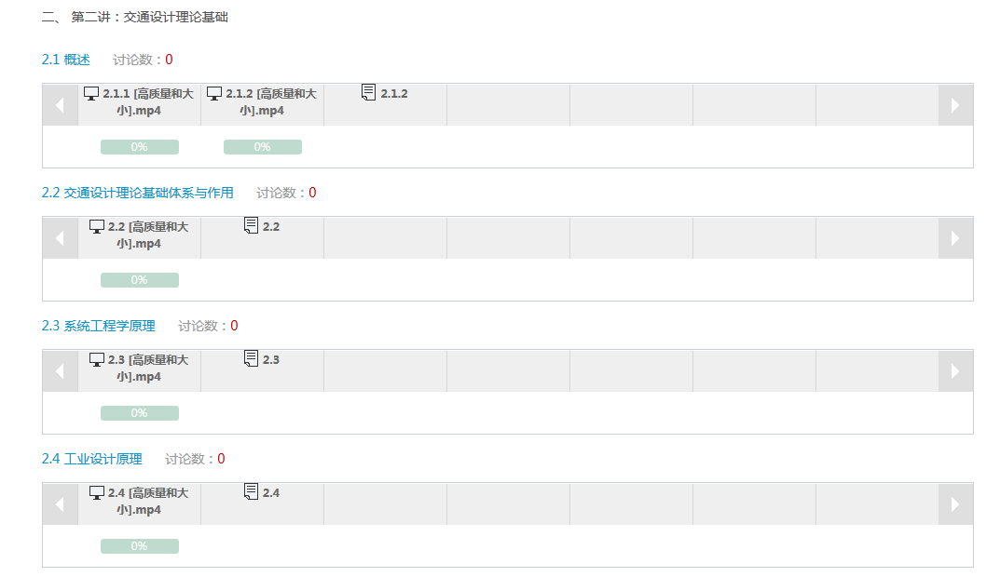 二、 第二讲：交通设计理论基础
2.1 概述 讨论数：0
2.1.1 [高质量和大
小].mp4
2.1.2 [高质量和大
小].mp4
2.1.2
0%
0%
2.2 交通设计理论基础体系与作用 讨论数：0
2.2 [高质量和大
小].mp4
2.2
0%
2.3 系统工程学原理 讨论数：0
2.3 [高质量和大
小].mp4
2.3
0%
2.4 工业设计原理 讨论数：0
2.4 [高质量和大
小].mp4
2.4
0%